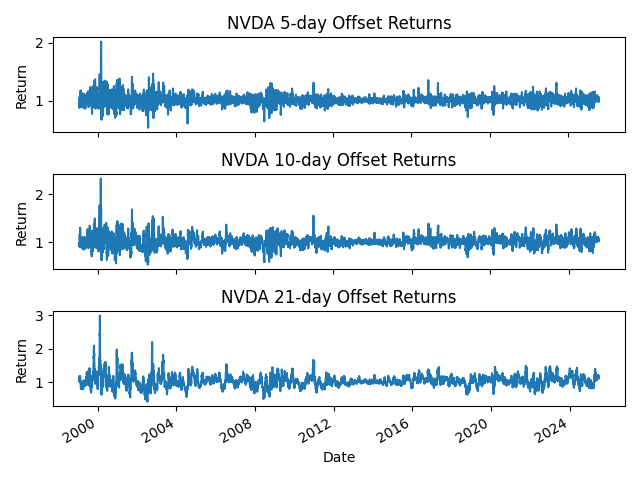 NVDA 5-day Offset Returns
2
1
Return
NVDA 10-day Offset Returns
2
1
Return
NVDA 21-day Offset Returns
3
2
1
Return
2000 2004 2008 2012 2016 2020 2024
Date